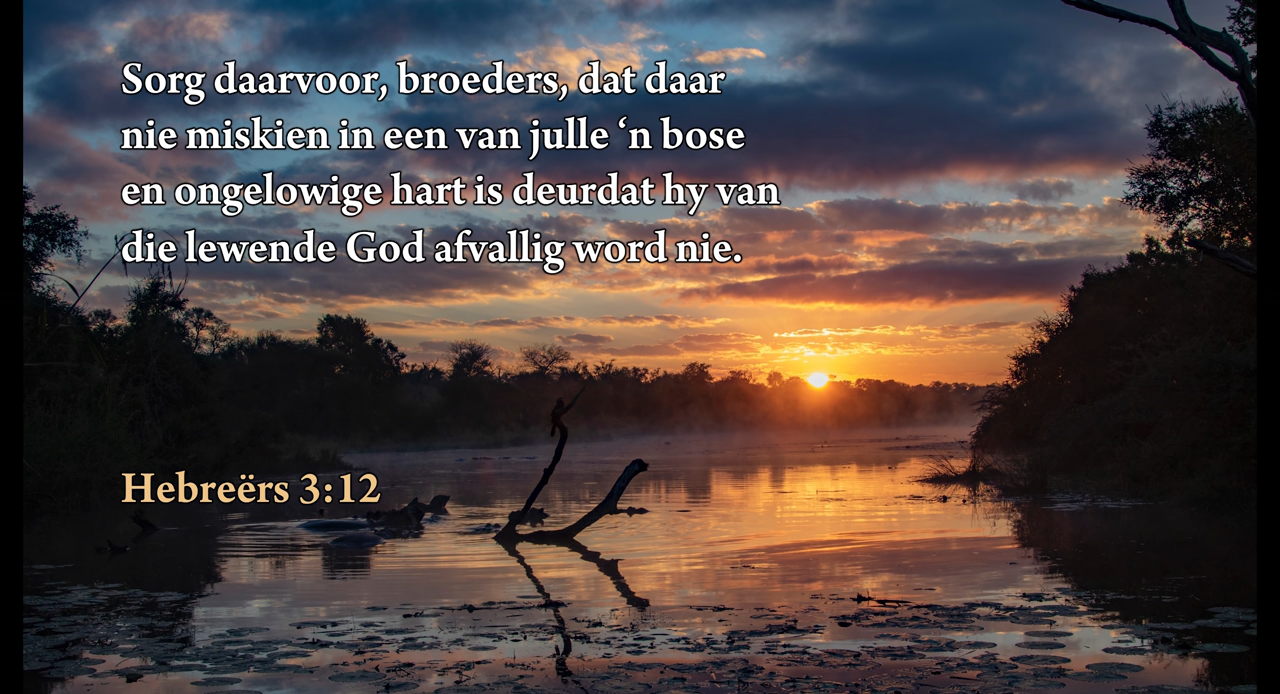 Sorg daarvoor, broeders, dat daar
nie miskien in een van julle ‘n bose
en ongelowige hart is deurdat hy van
die lewende God afvallig word nie.
Hebreërs 3:12